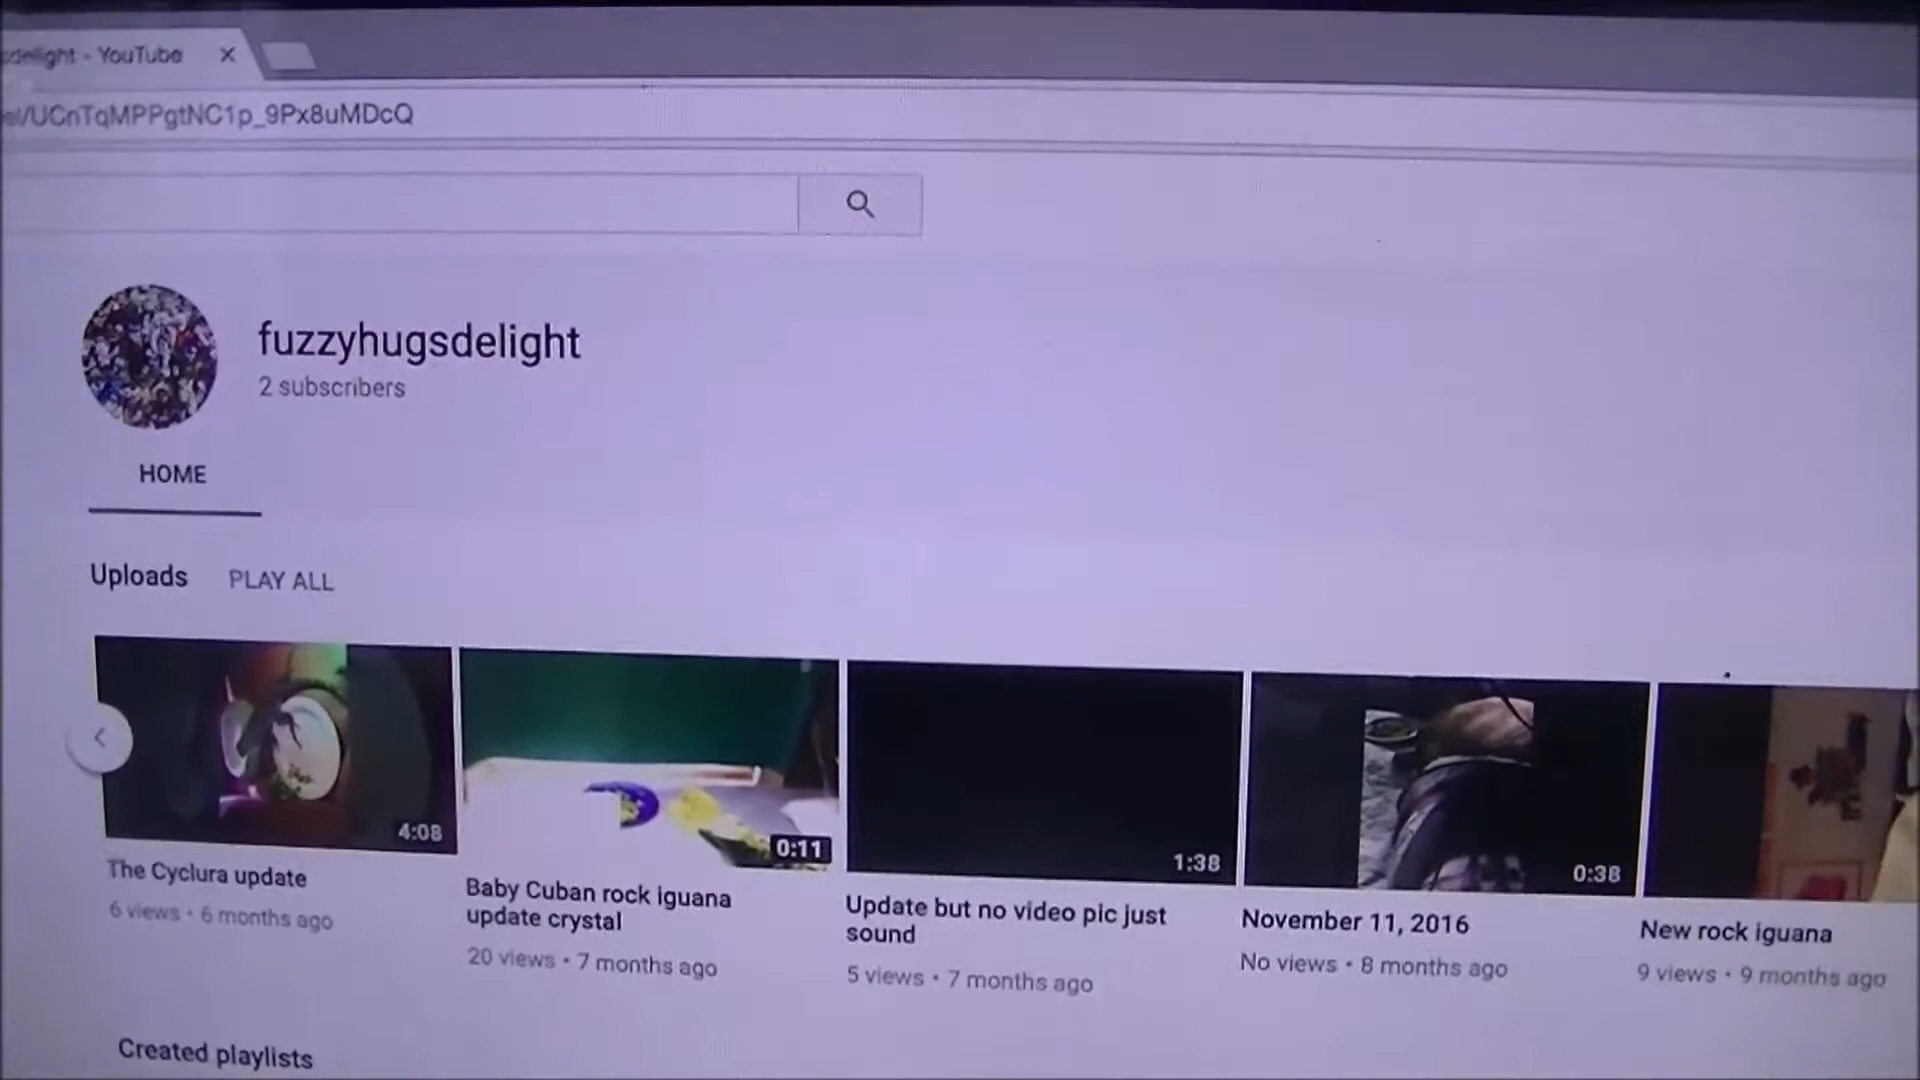 sdelight - YouTube
el/UCnTqMPPgtNC1p_9Px8uMDcQ
fuzzyhugsdelight
2 subscribers
HOME
Uploads PLAY ALL
4:08
0:11
1:38
0:38
The Cyclura update
6 views • 6 months ago
Baby Cuban rock iguana
update crystal
20 views • 7 months ago
Update but no video pic just
sound
5 views • 7 months ago
November 11, 2016
No views • 8 months ago
New rock iguana
9 views • 9 months ago
Created playlists